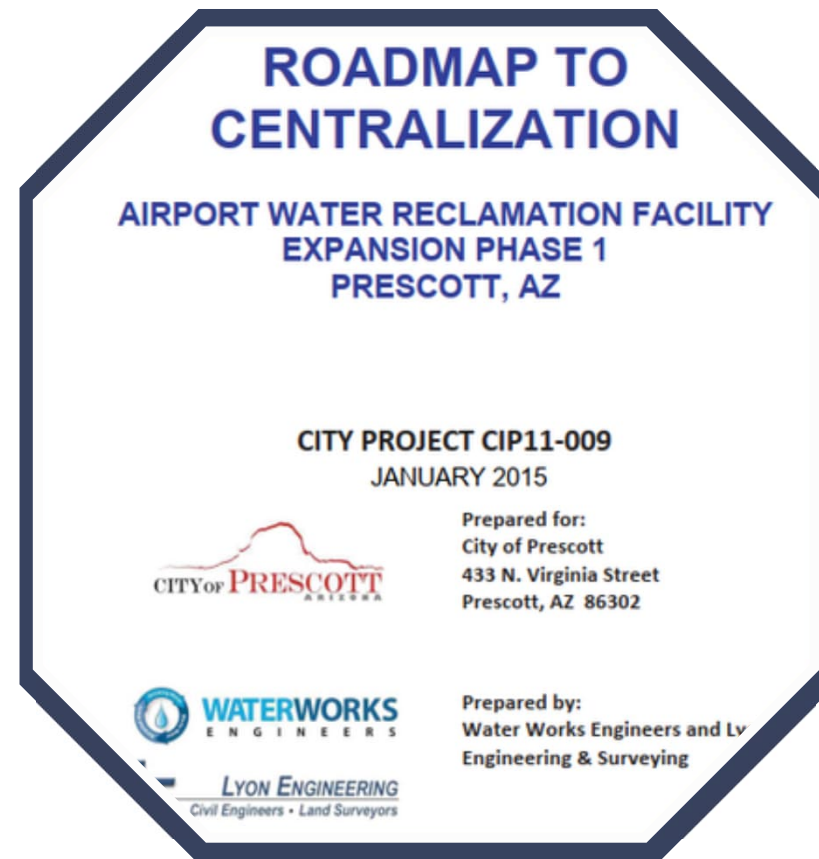 ROADMAP TO
CENTRALIZATION
AIRPORT WATER RECLAMATION FACILITY
EXPANSION PHASE 1
PRESCOTT, AZ
CITY PROJECT CIP11-009
JANUARY 2015
CITY OF PRESCOTT
ARIZONA
Prepared for:
City of Prescott
433 N. Virginia Street
Prescott, AZ 86302
WATERWORKS
ENGINEERS
Prepared by:
Water Works Engineers and
Engineering & Surveying
LYON ENGINEERING
Civil Engineers • Land Surveyors